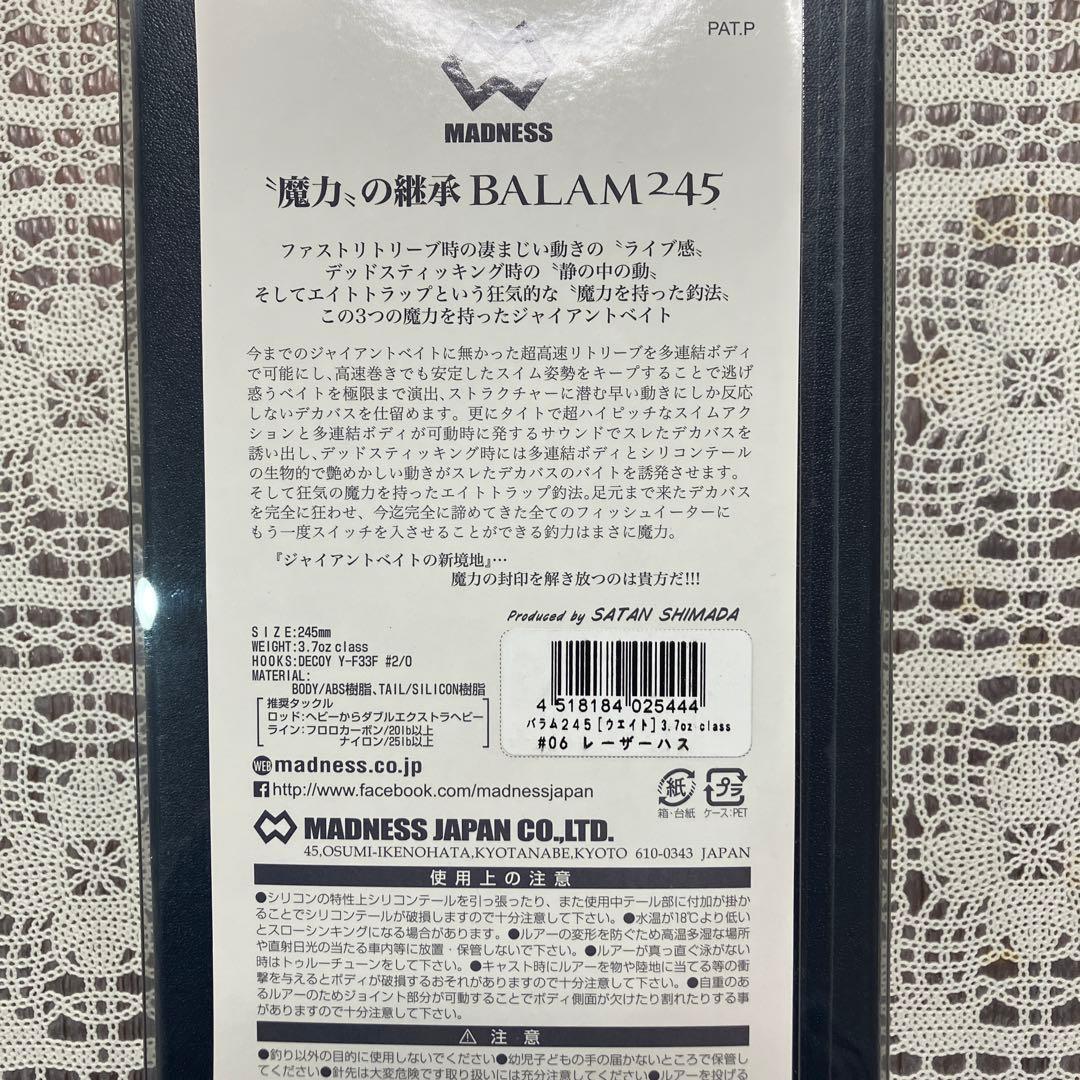 PAT.P
MADNESS
〝魔力〟の継承 BALAM 245
ファストリトリーブ時の凄まじい動きの〝ライブ感〟
デッドスティッキング時の〝静の中の動〟
そしてエイトトラップという狂気的な〝魔力を持った釣法〟
この3つの魔力を持ったジャイアントベイト
今までのジャイアントベイトに無かった超高速リトリーブを多連結ボディ
で可能にし、高速巻きでも安定したスイム姿勢をキープすることで逃げ
惑うベイトを極限まで演出、ストラクチャーに潜む早い動きにしか反応
しないデカバスを仕留めます。更にタイトで超ハイピッチなスイムアク
ションと多連結ボディが可動時に発するサウンドでスレたデカバスを
誘い出し、デッドスティッキング時には多連結ボディとシリコンテール
の生物的で艶めかしい動きがスレたデカバスのバイトを誘発させます。
そして狂気の魔力を持ったエイトトラップ釣法。足元まで来たデカバス
を完全に狂わせ、今迄完全に諦めてきた全てのフィッシュイーターに
もう一度スイッチを入させることができる釣力はまさに魔力。
『ジャイアントベイトの新境地』…
魔力の封印を解き放つのは貴方だ!!!
Produced by SATAN SHIMADA
SIZE:245mm
WEIGHT:3.7oz class
HOOKS:DECOY Y-F33F #2/0
MATERIAL:
BODY/ABS樹脂、TAIL/SILICON樹脂
推奨タックル
ロッド:ヘビーからダブルエクストラヘビー
ライン:フロロカーボン/20lb以上
ナイロン/25lb以上
4 518184 025444
バラム245[ウエイト]3.7oz class
#06 レーザーハス
WEB madness.co.jp
f http://www.facebook.com/madnessjapan
紙 プラ
箱・台紙 ケース:PET
MADNESS JAPAN CO.,LTD.
45,OSUMI-IKENOHATA,KYOTANABE,KYOTO 610-0343 JAPAN
使用上の注意
●シリコンの特性上シリコンテールを引っ張ったり、また使用中テール部に付加が掛か
ることでシリコンテールが破損しますので十分注意して下さい。●水温が18℃より低い
とスローシンキングになる場合があります。●ルアーの変形を防ぐため高温多湿な場所
や直射日光の当たる車内等に放置・保管しないで下さい。●ルアーが真っ直ぐ泳がない
時はトゥルーチューンをして下さい。●キャスト時にルアーを物や陸地に当てる等の衝
撃を与えるとボディが破損するおそれがありますので十分注意して下さい。●自重のあ
るルアーのためジョイント部分が可動することでボディ側面が欠けたり割れたりする事
がありますので十分注意して下さい。
⚠ 注意
●釣り以外の目的に使用しないでください●幼児子どもの手の届かないところで保管し
てください●針先は大変危険です取り扱いには充分注意してください●ルアーを投げる